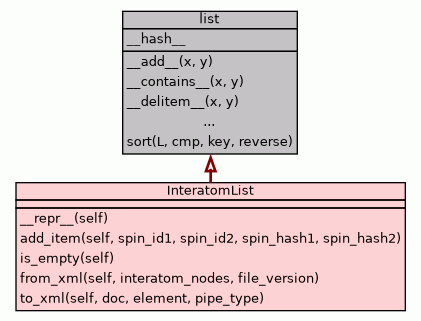 list
__hash__
__add__(x, y)
__contains__(x, y)
__delitem__(x, y)
...
sort(L, cmp, key, reverse)
InteratomList
__repr__(self)
add_item(self, spin_id1, spin_id2, spin_hash1, spin_hash2)
is_empty(self)
from_xml(self, interatom_nodes, file_version)
to_xml(self, doc, element, pipe_type)